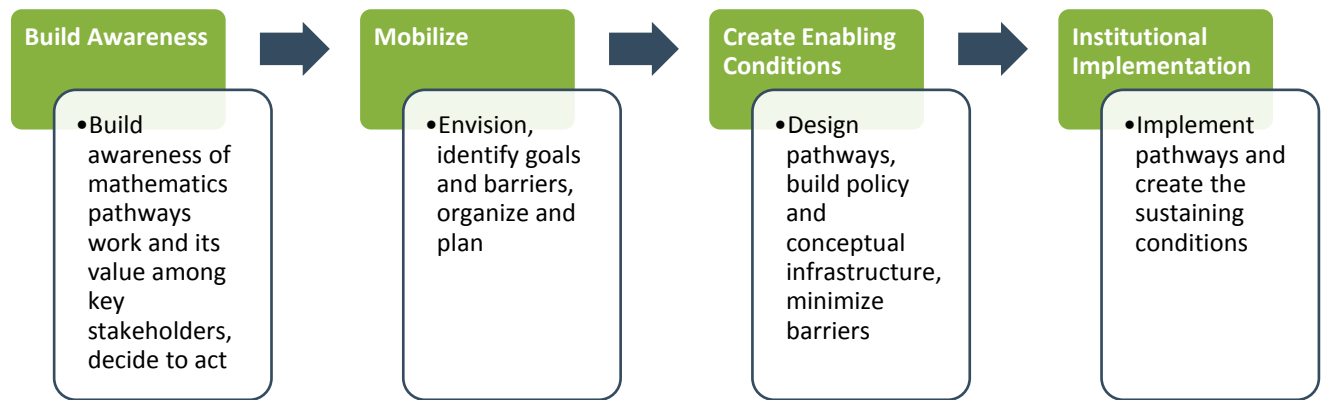 Build Awareness
•Build
awareness of
mathematics
pathways
work and its
value among
key
stakeholders,
decide to act
Mobilize
•Envision,
identify goals
and barriers,
organize and
plan
Create Enabling
Conditions
•Design
pathways,
build policy
and
conceptual
infrastructure,
minimize
barriers
Institutional
Implementation
•Implement
pathways and
create the
sustaining
conditions